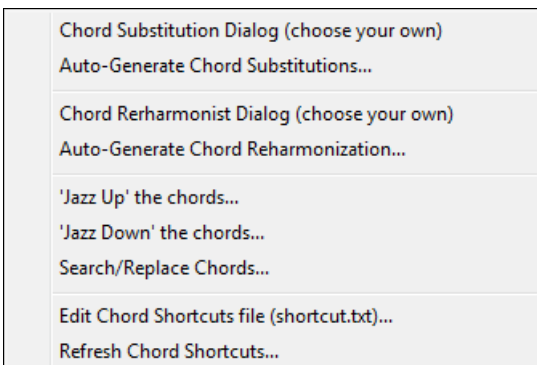 Chord Substitution Dialog (choose your own)
Auto-Generate Chord Substitutions...
Chord Rerharmonist Dialog (choose your own)
Auto-Generate Chord Reharmonization...
'Jazz Up' the chords...
'Jazz Down' the chords...
Search/Replace Chords...
Edit Chord Shortcuts file (shortcut.txt)...
Refresh Chord Shortcuts...